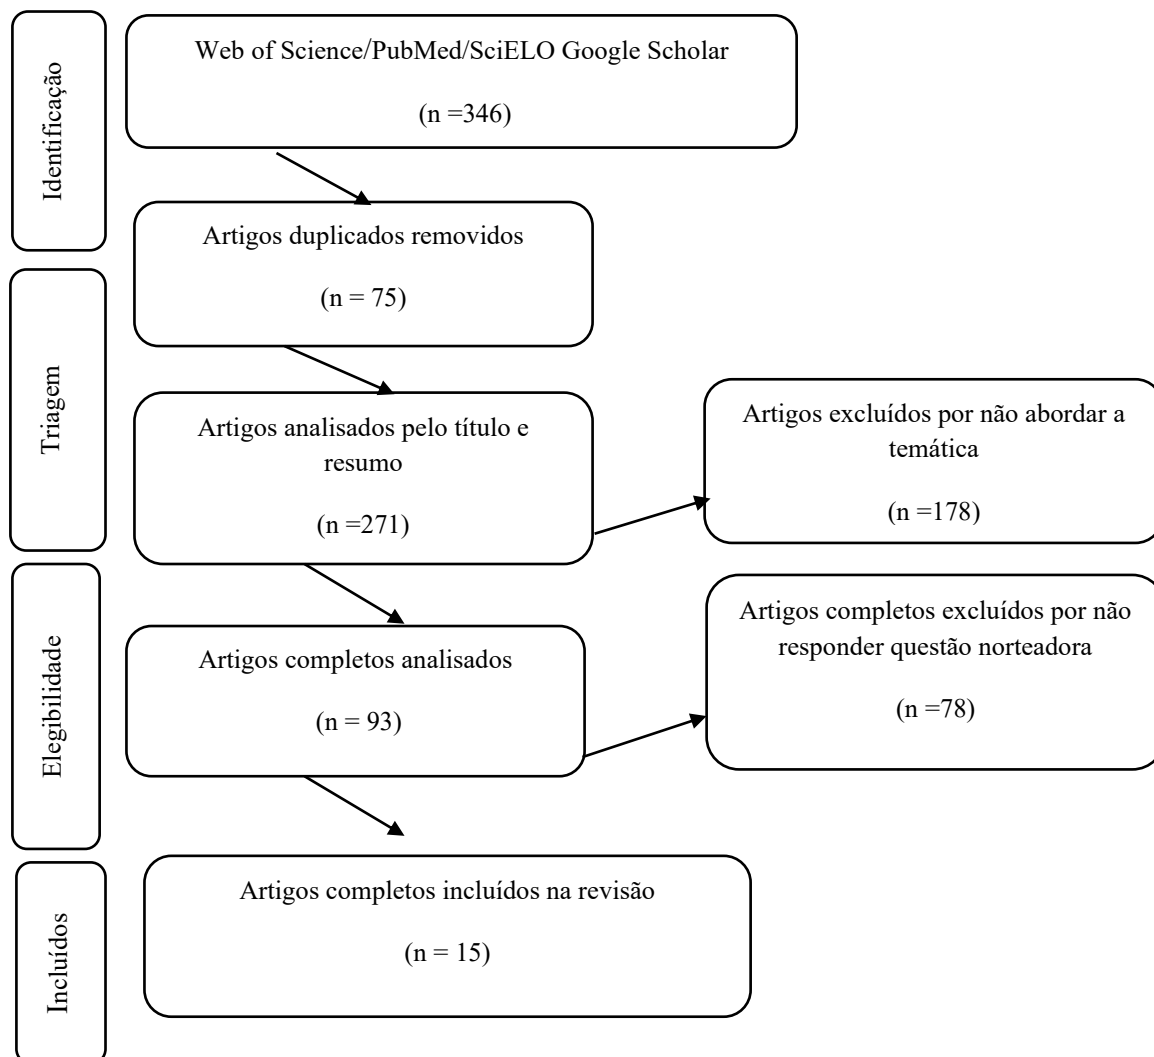 Identificação
Web of Science/PubMed/SciELO Google Scholar
(n =346)
Artigos duplicados removidos
(n = 75)
Triagem
Artigos analisados pelo título e
resumo
(n =271)
Artigos excluídos por não abordar a
temática
(n =178)
Elegibilidade
Artigos completos analisados
(n = 93)
Artigos completos excluídos por não
responder questão norteadora
(n =78)
Incluídos
Artigos completos incluídos na revisão
(n = 15)